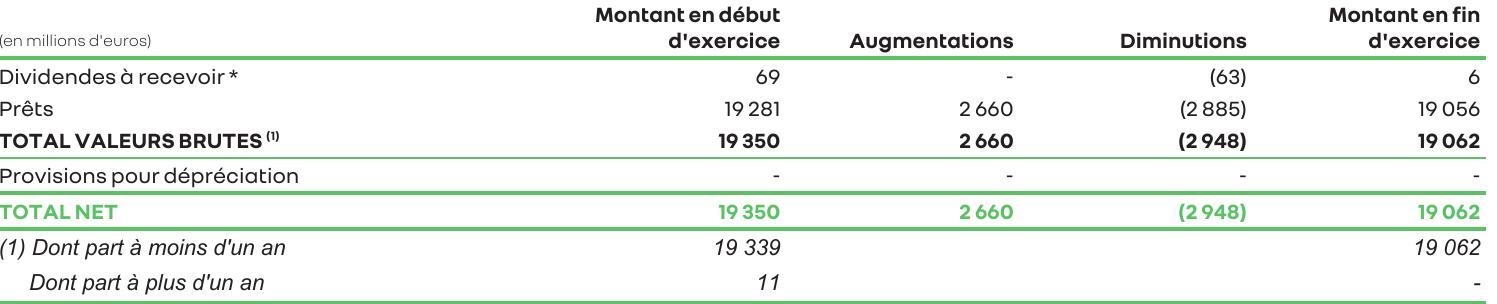 (en millions d'euros) Montant en début d'exercice Augmentations Diminutions Montant en fin d'exercice
Dividendes à recevoir * 69 - (63) 6
Prêts 19 281 2 660 (2 885) 19 056
TOTAL VALEURS BRUTES (1) 19 350 2 660 (2 948) 19 062
Provisions pour dépréciation - - - -
TOTAL NET 19 350 2 660 (2 948) 19 062
(1) Dont part à moins d'un an 19 339 19 062
Dont part à plus d'un an 11 -